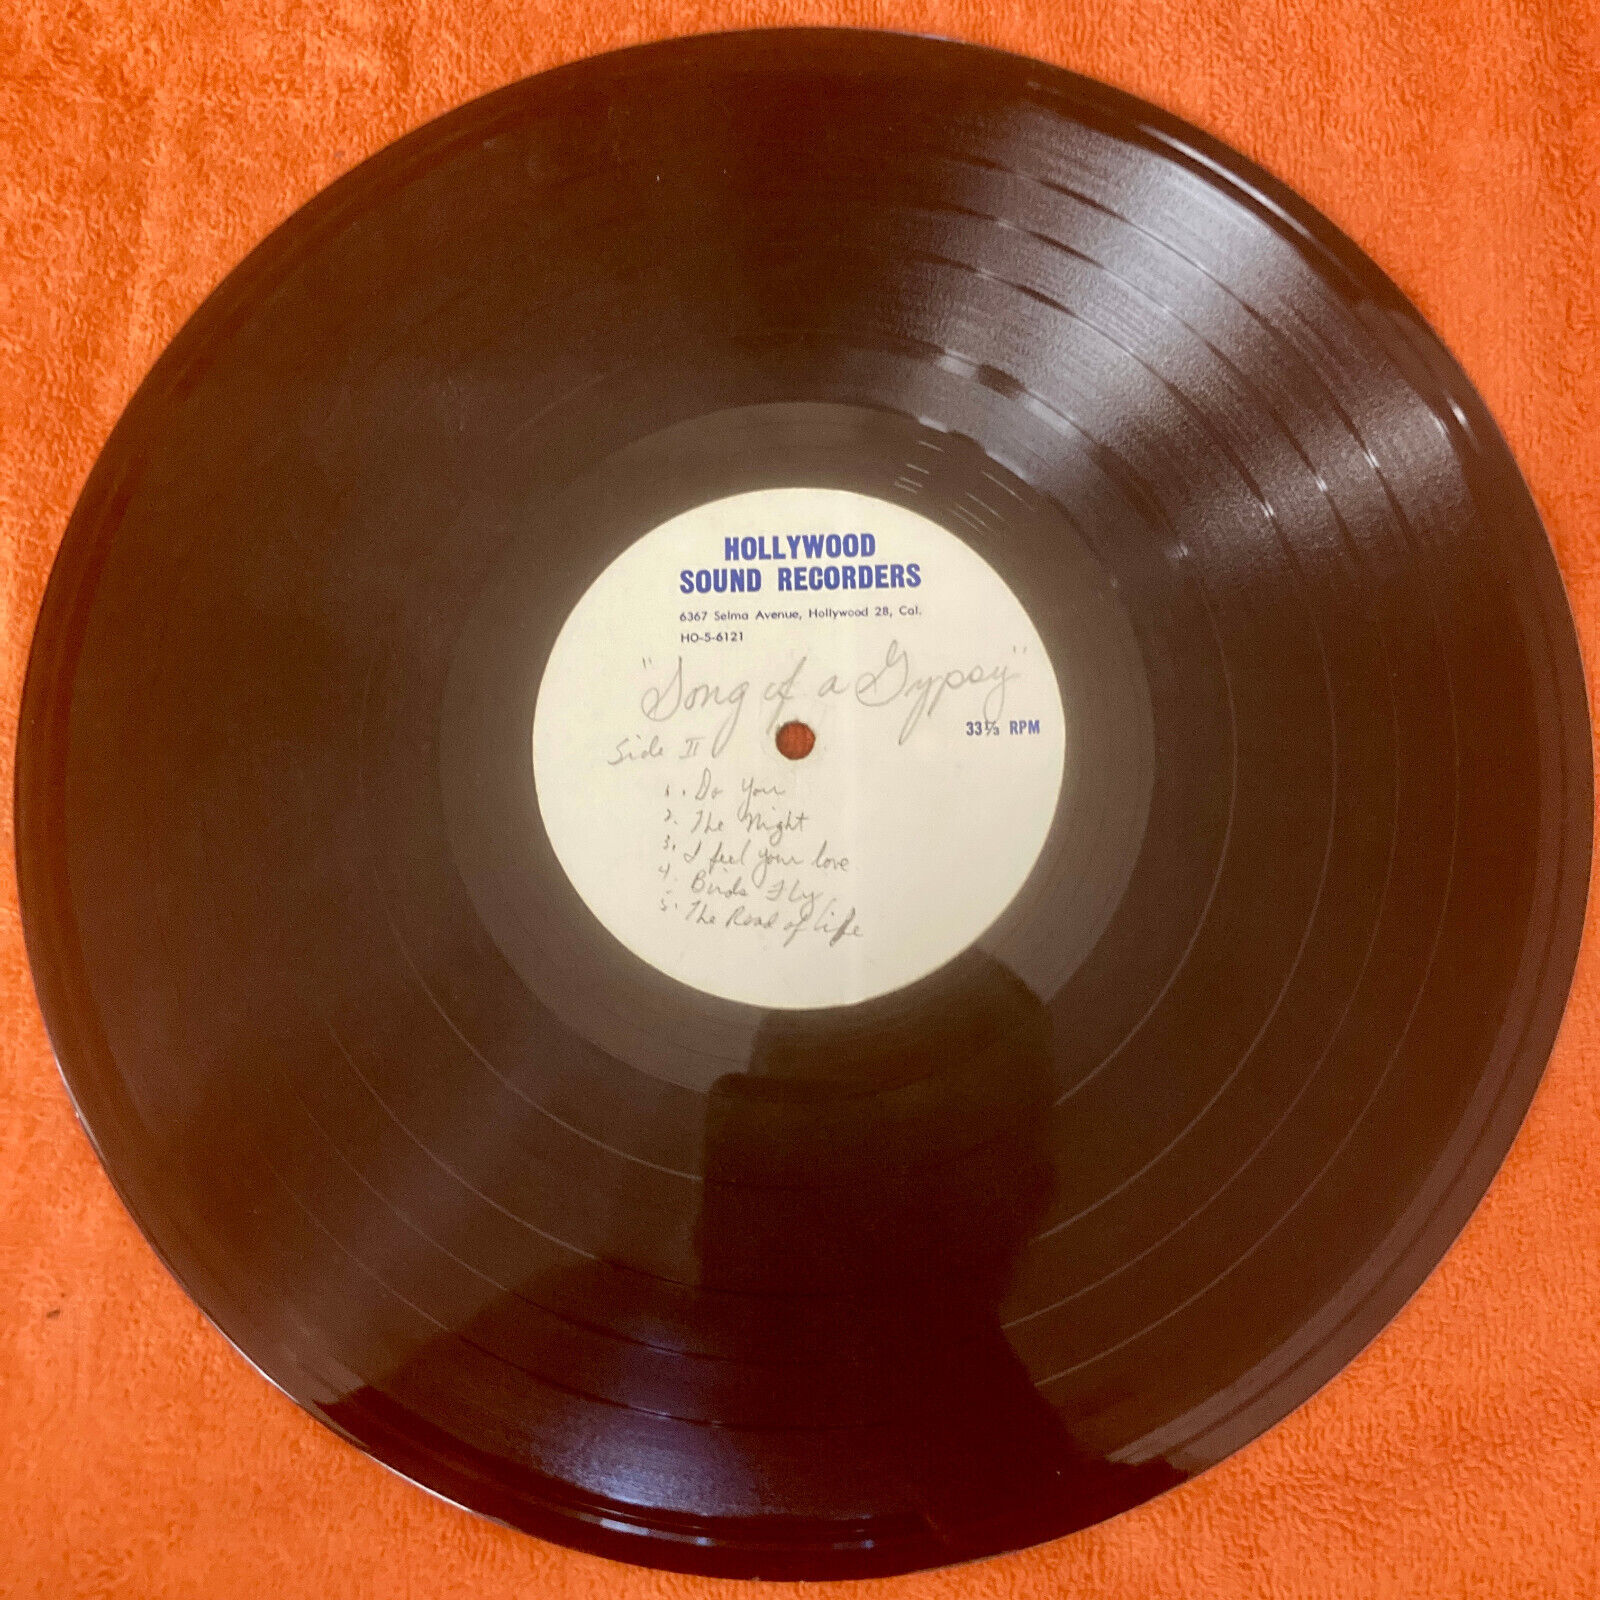 HOLLYWOOD
SOUND RECORDERS
6367 Selma Avenue, Hollywood 28, Cal.
HO-5-6121
"Song of a Gypsy"
33⅓ RPM
Side II
1. Do You
2. The Night
3. I feel your love
4. Birds Fly
5. The Road of life